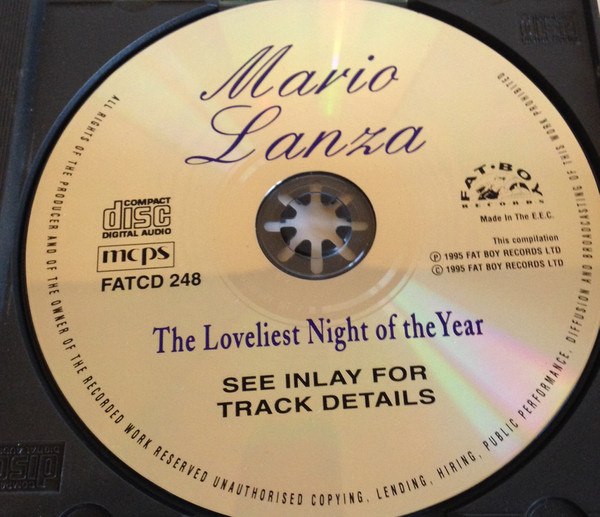 Mario
Lanza
COMPACT
disc
DIGITAL AUDIO
mcps
FATCD 248
FAT·BOY
RECORDS
Made In The E.E.C.
This compilation
Ⓟ 1995 FAT BOY RECORDS LTD
© 1995 FAT BOY RECORDS LTD
The Loveliest Night of the Year
SEE INLAY FOR
TRACK DETAILS
ALL RIGHTS OF THE PRODUCER AND OF THE OWNER OF THE RECORDED WORK RESERVED UNAUTHORISED COPYING, LENDING, HIRING, PUBLIC PERFORMANCE, DIFFUSION AND BROADCASTING OF THIS WORK PROHIBITED